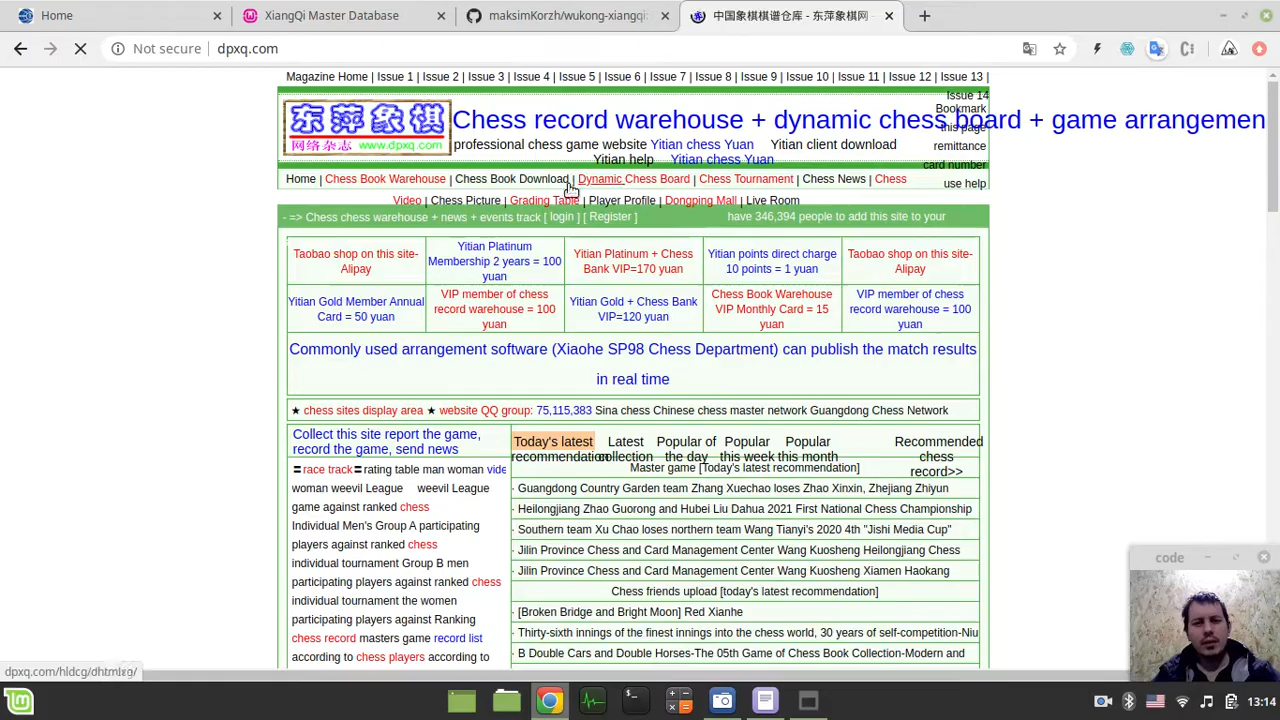 Home
XiangQi Master Database
maksimKorzh/wukong-xiangqi
中国象棋棋谱仓库 - 东萍象棋网 -
Not secure
dpxq.com
Magazine Home | Issue 1 | Issue 2 | Issue 3 | Issue 4 | Issue 5 | Issue 6 | Issue 7 | Issue 8 | Issue 9 | Issue 10 | Issue 11 | Issue 12 | Issue 13 |
Issue 14
东萍象棋
网络杂志 www.dpxq.com
Chess record warehouse + dynamic chess board + game arrangemen
professional chess game website Yitian chess Yuan Yitian client download
Yitian help Yitian chess Yuan
Bookmark
this page
remittance
card number
use help
Home | Chess Book Warehouse | Chess Book Download | Dynamic Chess Board | Chess Tournament | Chess News | Chess
Video | Chess Picture | Grading Table | Player Profile | Dongping Mall | Live Room
- => Chess chess warehouse + news + events track [ login ] [ Register ]
have 346,394 people to add this site to your
Taobao shop on this site-
Alipay
Yitian Platinum
Membership 2 years = 100
yuan
Yitian Platinum + Chess
Bank VIP=170 yuan
Yitian points direct charge
10 points = 1 yuan
Taobao shop on this site-
Alipay
Yitian Gold Member Annual
Card = 50 yuan
VIP member of chess
record warehouse = 100
yuan
Yitian Gold + Chess Bank
VIP=120 yuan
Chess Book Warehouse
VIP Monthly Card = 15
yuan
VIP member of chess
record warehouse = 100
yuan
Commonly used arrangement software (Xiaohe SP98 Chess Department) can publish the match results
in real time
★ chess sites display area ★ website QQ group: 75,115,383 Sina chess Chinese chess master network Guangdong Chess Network
Collect this site report the game,
record the game, send news
〓race track〓rating table man woman vide
woman weevil League weevil League
game against ranked chess
Individual Men's Group A participating
players against ranked chess
individual tournament Group B men
participating players against ranked chess
individual tournament the women
participating players against Ranking
chess record masters game record list
according to chess players according to
Today's latest
recommendation
Latest
collection
Popular of
the day
Popular
this week
Popular
this month
Recommended
chess
record>>
Master game [Today's latest recommendation]
· Guangdong Country Garden team Zhang Xuechao loses Zhao Xinxin, Zhejiang Zhiyun
· Heilongjiang Zhao Guorong and Hubei Liu Dahua 2021 First National Chess Championship
· Southern team Xu Chao loses northern team Wang Tianyi's 2020 4th "Jishi Media Cup"
· Jilin Province Chess and Card Management Center Wang Kuosheng Heilongjiang Chess
· Jilin Province Chess and Card Management Center Wang Kuosheng Xiamen Haokang
Chess friends upload [today's latest recommendation]
· [Broken Bridge and Bright Moon] Red Xianhe
· Thirty-sixth innings of the finest innings into the chess world, 30 years of self-competition-Niu
· B Double Cars and Double Horses-The 05th Game of Chess Book Collection-Modern and
code
dpxq.com/hldcg/dhtmlxq/
13:14